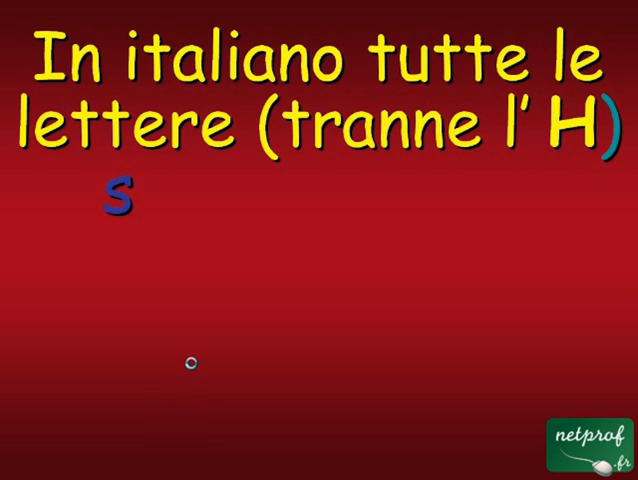 In italiano tutte le
lettere (tranne l' H)
s
netprof
.fr